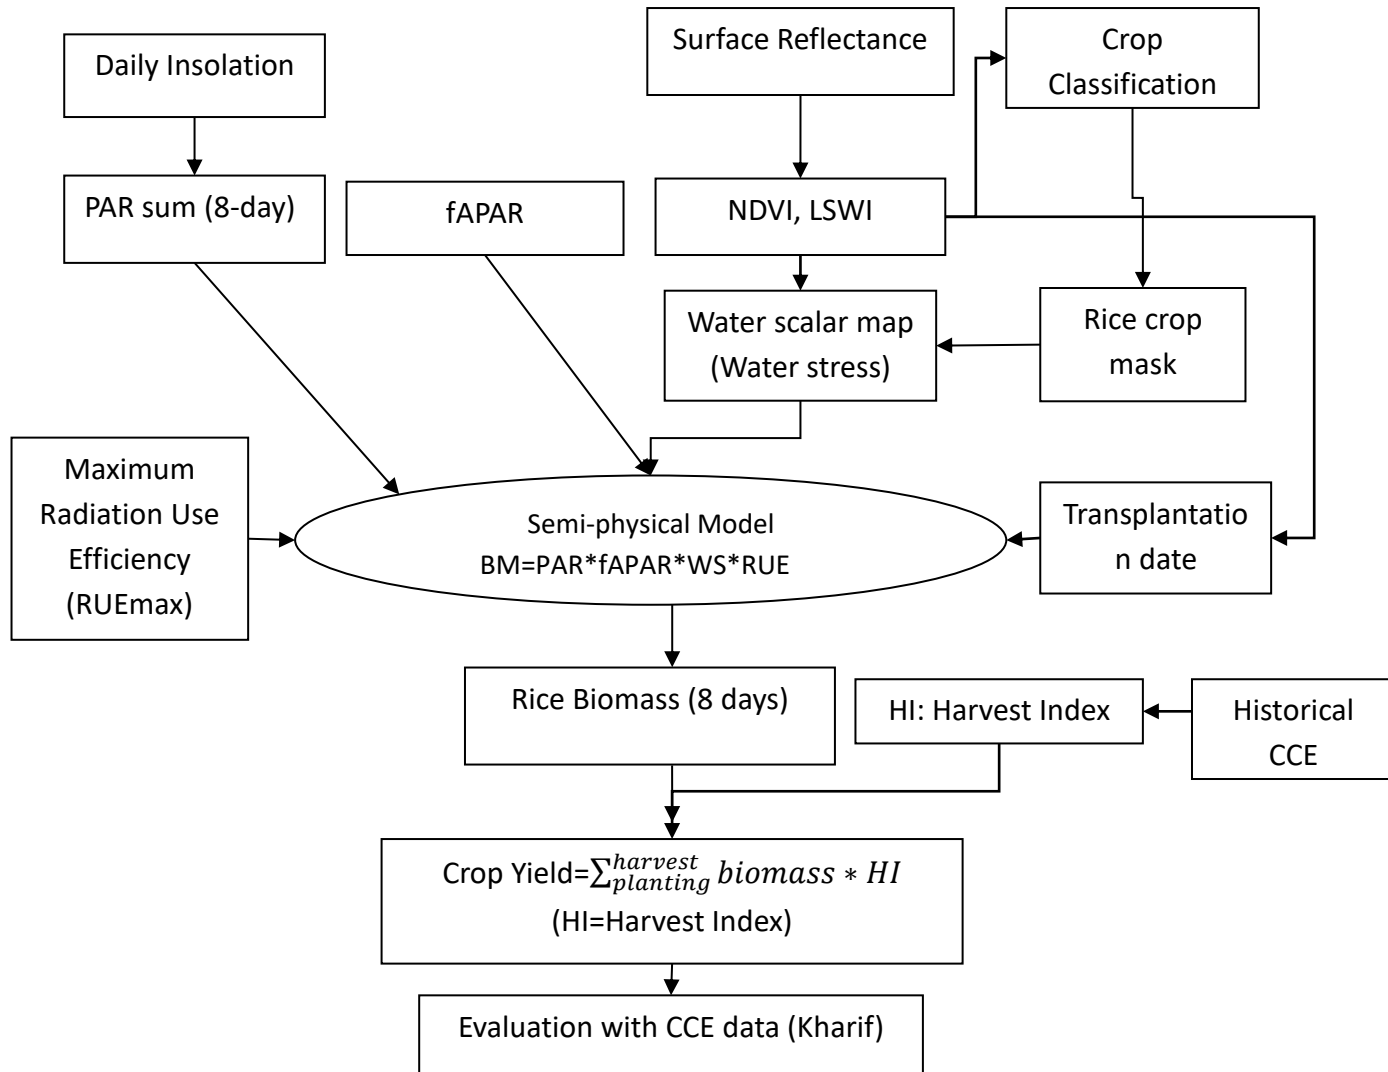 Surface Reflectance
Crop
Classification
Daily Insolation
PAR sum (8-day)
fAPAR
NDVI, LSWI
Water scalar map
(Water stress)
Rice crop
mask
Maximum
Radiation Use
Efficiency
(RUEmax)
Semi-physical Model
BM=PAR*fAPAR*WS*RUE
Transplantatio
n date
Rice Biomass (8 days)
HI: Harvest Index
Historical
CCE
Crop Yield=∑_{planting}^{harvest} biomass ∗ HI
(HI=Harvest Index)
Evaluation with CCE data (Kharif)